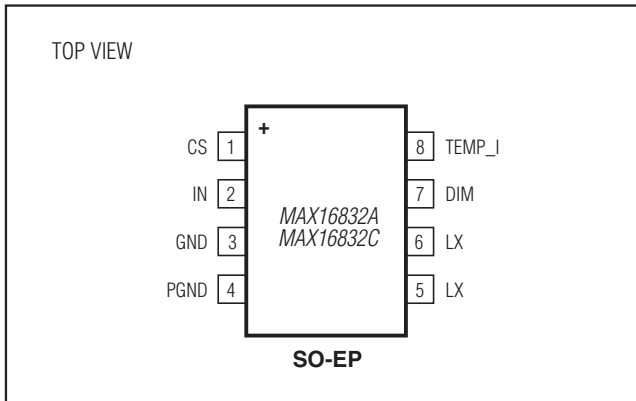 TOP VIEW
+
CS 1
8 TEMP_I
IN 2
7 DIM
MAX16832A
MAX16832C
GND 3
6 LX
PGND 4
5 LX
SO-EP